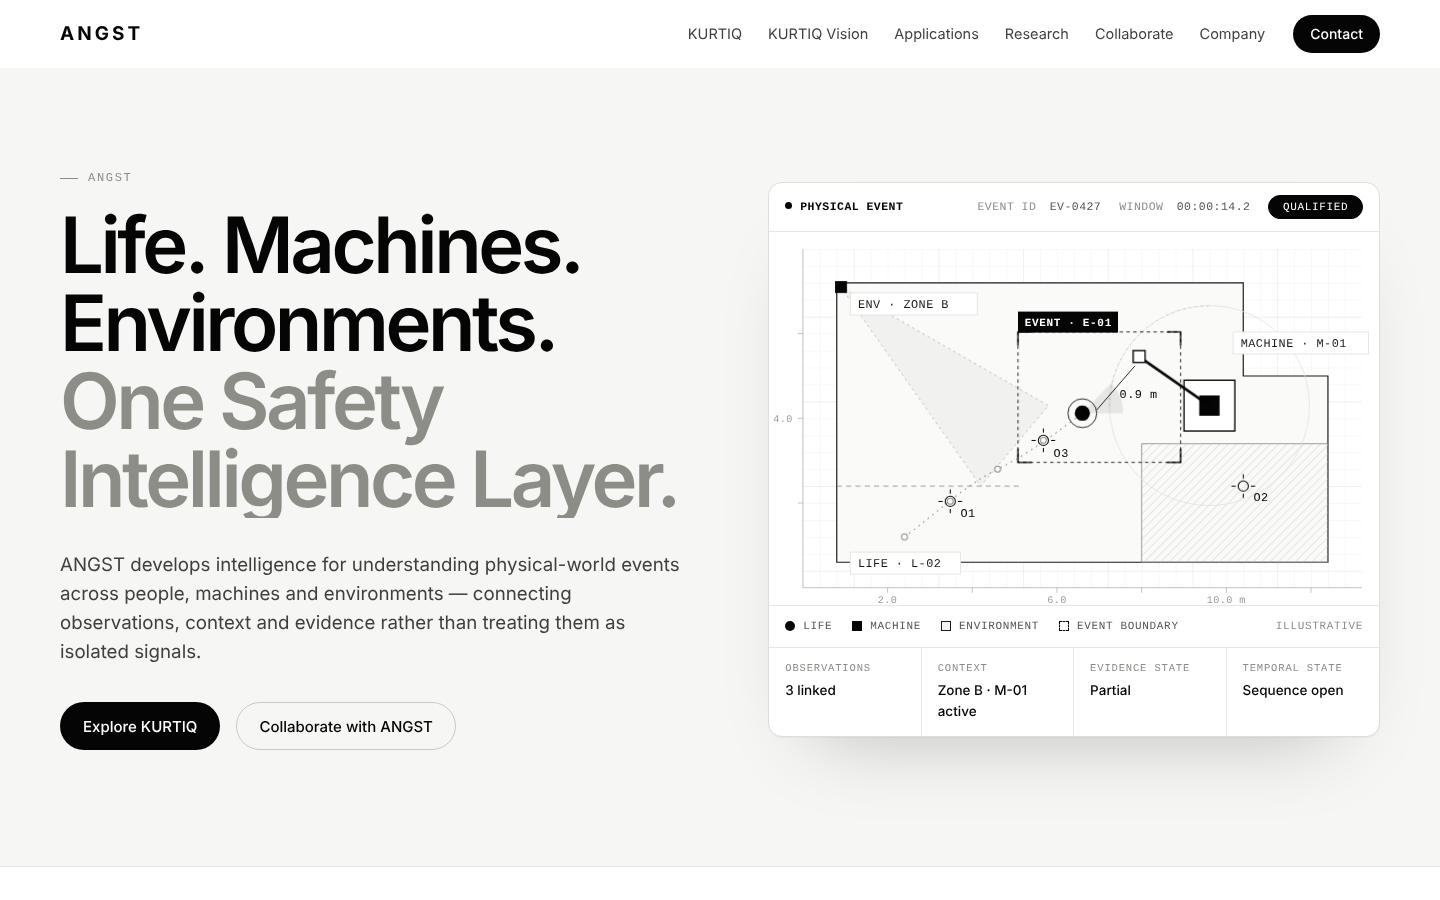 ANGST
KURTIQ
KURTIQ Vision
Applications
Research
Collaborate
Company
Contact
ANGST
Life. Machines.
Environments.
One Safety
Intelligence Layer.
ANGST develops intelligence for understanding physical-world events
across people, machines and environments — connecting
observations, context and evidence rather than treating them as
isolated signals.
Explore KURTIQ
Collaborate with ANGST
PHYSICAL EVENT
EVENT ID EV-0427
WINDOW 00:00:14.2
QUALIFIED
ENV · ZONE B
EVENT · E-01
MACHINE · M-01
0.9 m
4.0
O3
O2
O1
LIFE · L-02
2.0
6.0
10.0 m
LIFE
MACHINE
ENVIRONMENT
EVENT BOUNDARY
ILLUSTRATIVE
OBSERVATIONS
3 linked
CONTEXT
Zone B · M-01
active
EVIDENCE STATE
Partial
TEMPORAL STATE
Sequence open